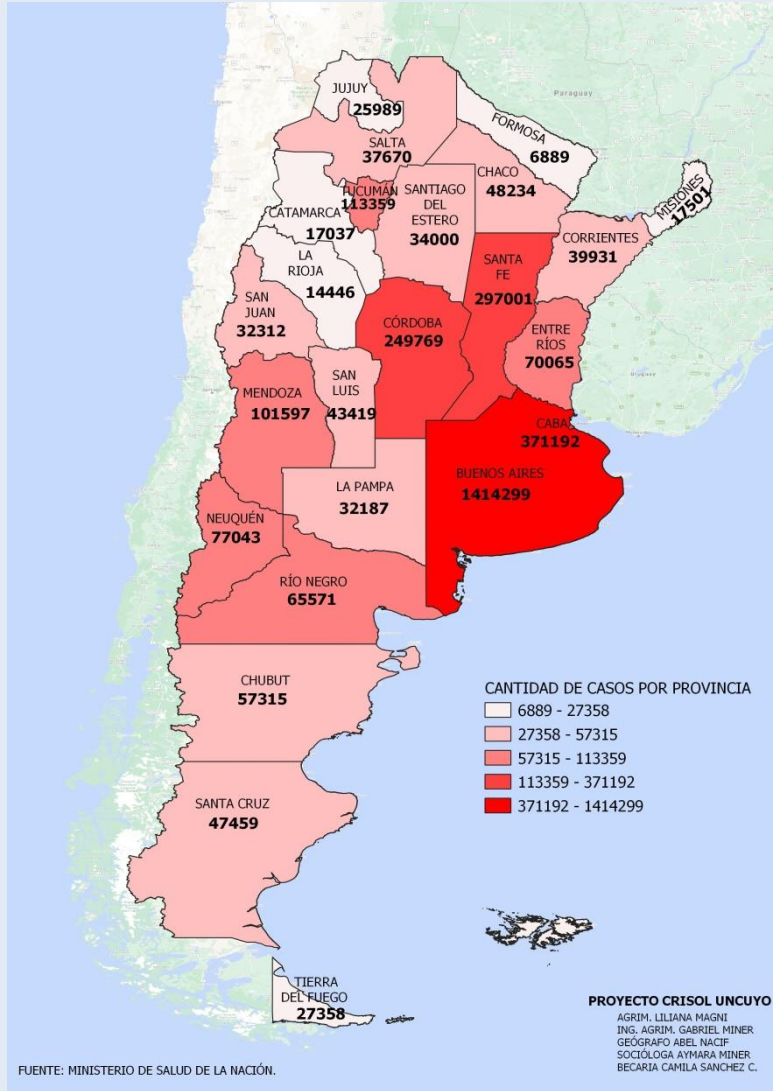 JUJUY
25989
Paraguay
FORMOSA
6889
SALTA
37670
CHACO
48234
MISIONES
17501
TUCUMÁN
113359
SANTIAGO
DEL
ESTERO
34000
CATAMARCA
17037
CORRIENTES
39931
LA
RIOJA
14446
SANTA
FE
297001
SAN
JUAN
32312
CÓRDOBA
249769
ENTRE
RÍOS
70065
Uruguay
MENDOZA
101597
SAN
LUIS
43419
CABA
371192
BUENOS AIRES
1414299
LA PAMPA
32187
NEUQUÉN
77043
RÍO NEGRO
65571
CHUBUT
57315
CANTIDAD DE CASOS POR PROVINCIA
6889 - 27358
27358 - 57315
57315 - 113359
113359 - 371192
371192 - 1414299
SANTA CRUZ
47459
TIERRA
DEL FUEGO
27358
PROYECTO CRISOL UNCUYO
AGRIM. LILIANA MAGNI
ING. AGRIM. GABRIEL MINER
GEÓGRAFO ABEL NACIF
SOCIÓLOGA AYMARA MINER
BECARIA CAMILA SANCHEZ C.
FUENTE: MINISTERIO DE SALUD DE LA NACIÓN.